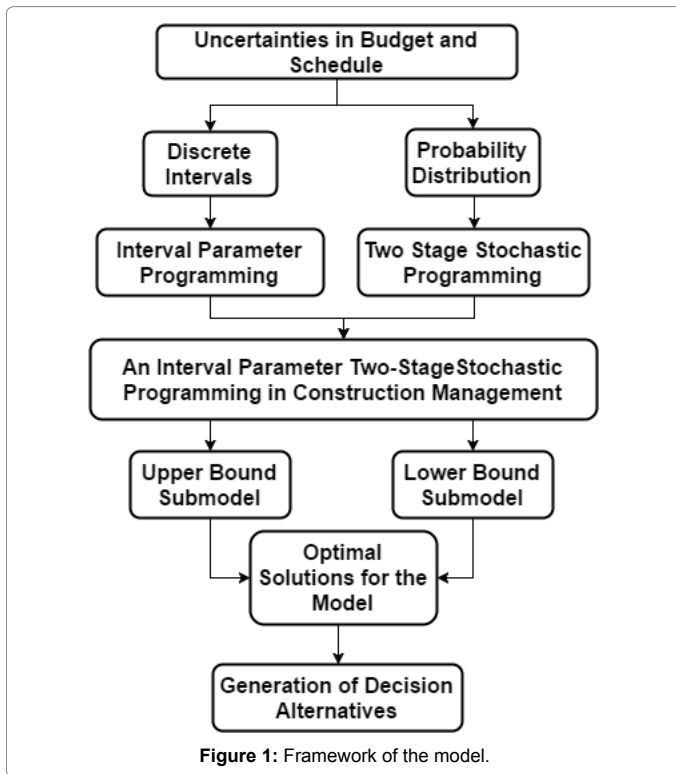 Uncertainties in Budget and
Schedule
Discrete
Intervals
Probability
Distribution
Interval Parameter
Programming
Two Stage Stochastic
Programming
An Interval Parameter Two-StageStochastic
Programming in Construction Management
Upper Bound
Submodel
Lower Bound
Submodel
Optimal
Solutions for the
Model
Generation of Decision
Alternatives
Figure 1: Framework of the model.